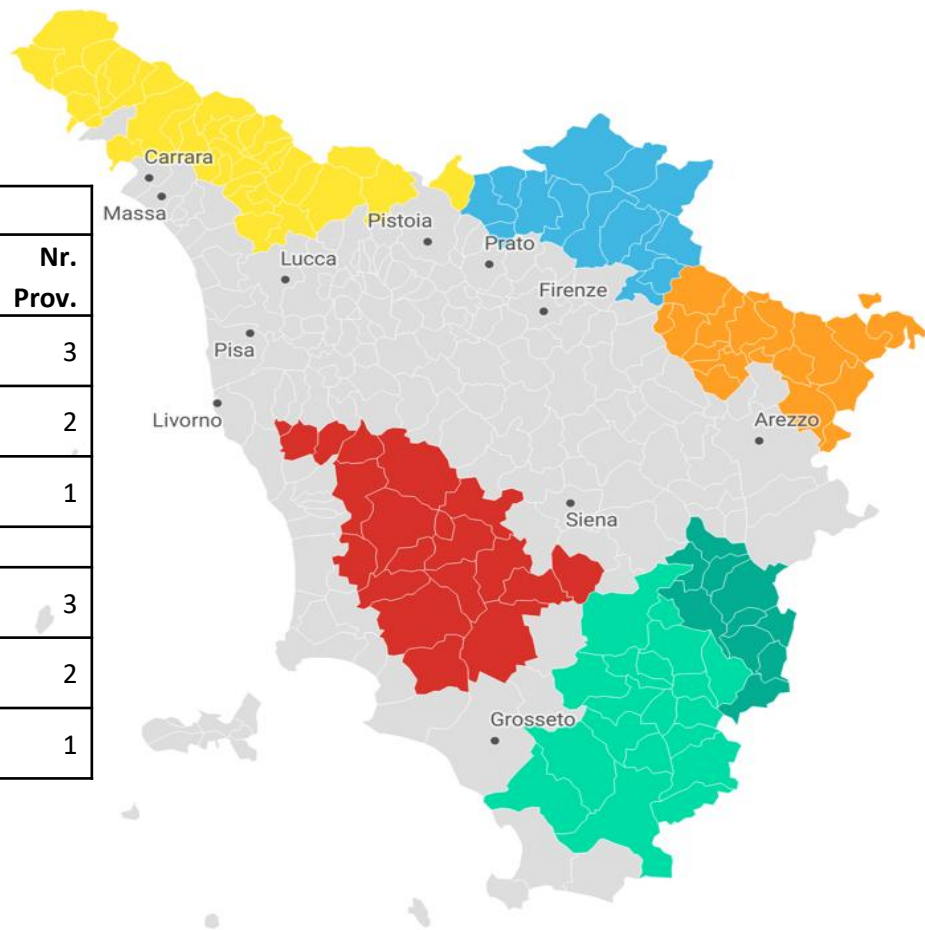 Nr.
Prov.
3
2
1
3
2
1
Carrara
Massa
Pistoia
Prato
Lucca
Firenze
Pisa
Livorno
Arezzo
Siena
Grosseto